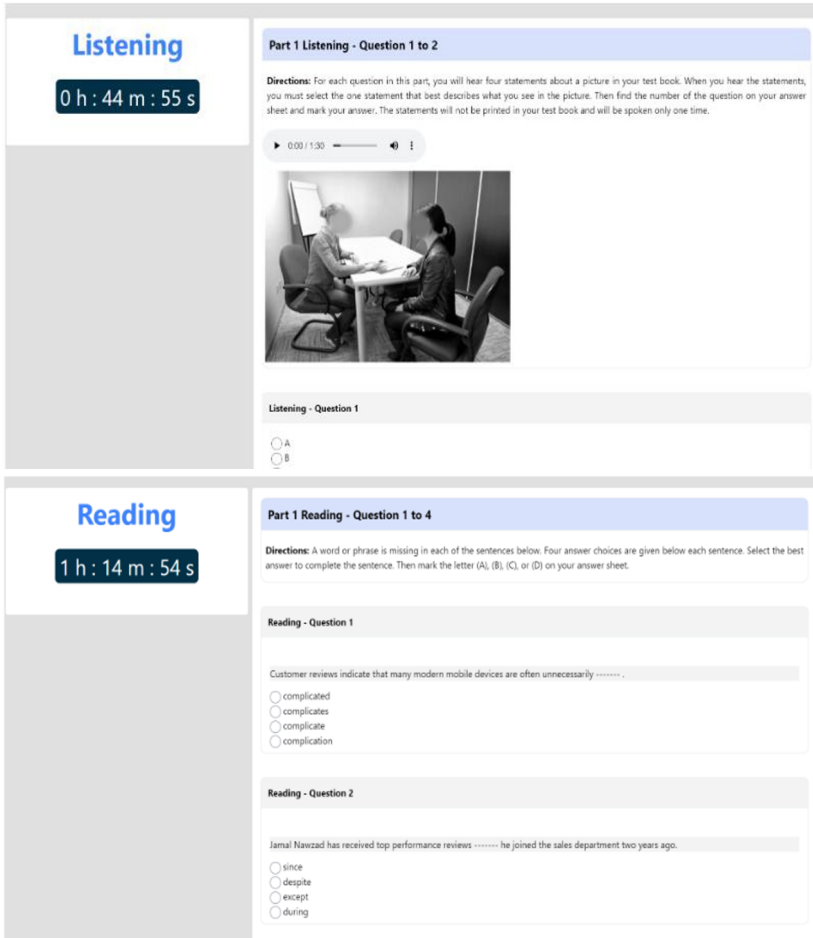 Listening
0 h : 44 m : 55 s
Part 1 Listening - Question 1 to 2
Directions: For each question in this part, you will hear four statements about a picture in your test book. When you hear the statements,
you must select the one statement that best describes what you see in the picture. Then find the number of the question on your answer
sheet and mark your answer. The statements will not be printed in your test book and will be spoken only one time.
0:00 / 1:30
Listening - Question 1
A
B
Reading
1 h : 14 m : 54 s
Part 1 Reading - Question 1 to 4
Directions: A word or phrase is missing in each of the sentences below. Four answer choices are given below each sentence. Select the best
answer to complete the sentence. Then mark the letter (A), (B), (C), or (D) on your answer sheet.
Reading - Question 1
Customer reviews indicate that many modern mobile devices are often unnecessarily ------- .
complicated
complicates
complicate
complication
Reading - Question 2
Jamal Nawzad has received top performance reviews ------- he joined the sales department two years ago.
since
despite
except
during